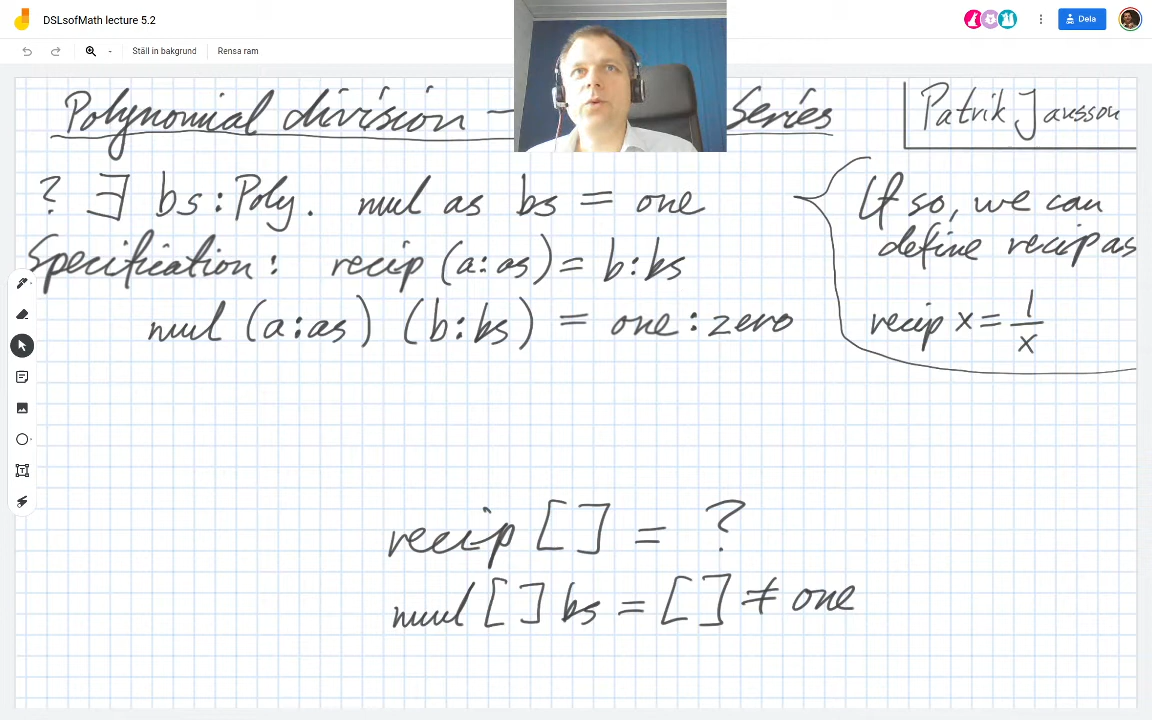 DSLsofMath lecture 5.2
Dela
Ställ in bakgrund
Rensa ram
Polynomial division – Series
Patrik Jansson
? ∃ bs : Poly. mul as bs = one
If so, we can
define recip as
recip x = 1/x
Specification: recip (a:as) = b:bs
mul (a:as) (b:bs) = one : zero
recip [] = ?
mul [] bs = [] ≠ one